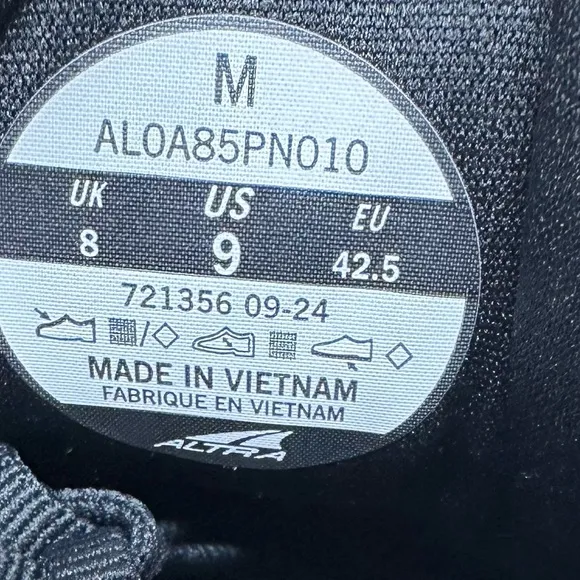 M
AL0A85PN010
UK US EU
8 9 42.5
721356 09-24
MADE IN VIETNAM
FABRIQUE EN VIETNAM
ALTRA